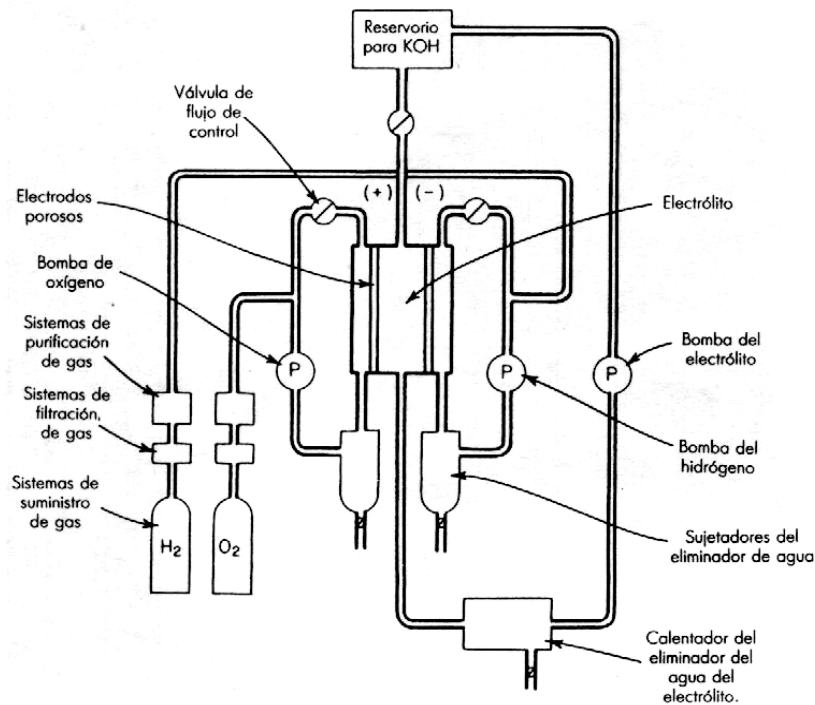 Reservorio
para KOH
Válvula de
flujo de
control
(+)
(-)
Electrodos
porosos
Electrólito
Bomba de
oxígeno
Sistemas de
purificación
de gas
P
P
P
Bomba del
electrólito
Sistemas de
filtración,
de gas
Bomba del
hidrógeno
Sistemas de
suministro
de gas
H2
O2
Sujetadores del
eliminador de agua
Calentador del
eliminador del
agua del
electrólito.